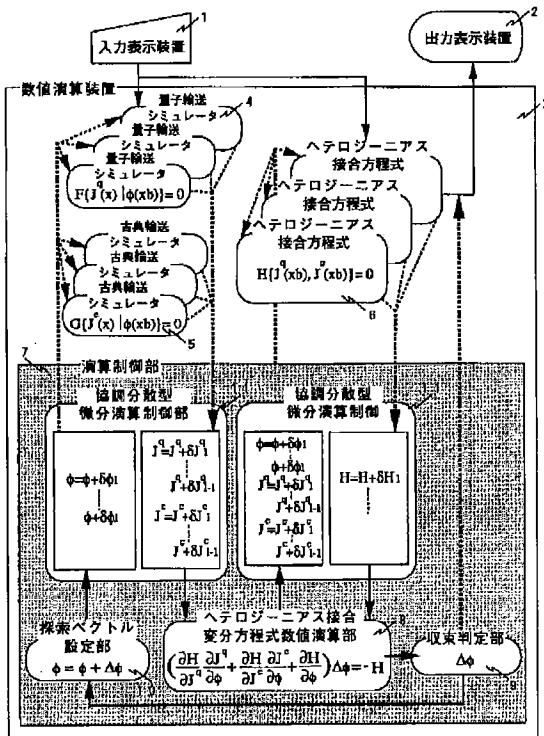 1
入力表示装置
2
出力表示装置
数値演算装置
量子輸送
シミュレータ
量子輸送
シミュレータ
量子輸送
シミュレータ
F{J^q(x) | φ(xb)} = 0
4
古典輸送
シミュレータ
古典輸送
シミュレータ
古典輸送
シミュレータ
G{J^c(x) | φ(xb)} = 0
5
ヘテロジーニアス
接合方程式
ヘテロジーニアス
接合方程式
ヘテロジーニアス
接合方程式
6
7
演算制御部
協調分散型
微分演算制御部
φ=φ+δφ1
φ+δφ1
J^q=J^q+δJ^q_1
J^q+δJ^q_1-1
J^c=J^c+δJ^c_1
J^c+δJ^c_1-1
協調分散型
微分演算制御
φ=φ+δφ1
φ+δφ1
J^q=J^q+δJ^q_1
J^q+δJ^q_1-1
J^c=J^c+δJ^c_1
J^c+δJ^c_1-1
H=H+δH1
探索ベクトル
設定部
φ = φ + Δφ
ヘテロジーニアス接合
変分方程式数値演算部
8
(∂H/∂J^q ∂J^q/∂φ + ∂H/∂J^c ∂J^c/∂φ + ∂H/∂φ)Δφ = - H
収束判定部
Δφ
9